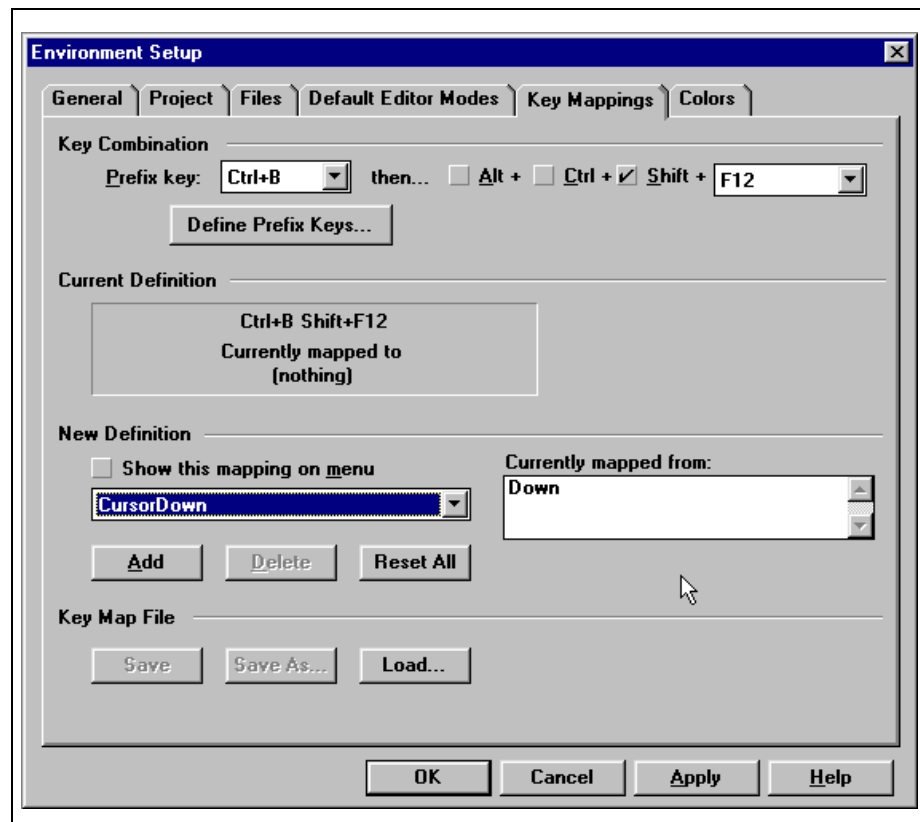 Environment Setup
General Project Files Default Editor Modes Key Mappings Colors
Key Combination
Prefix key: Ctrl+B then... Alt + Ctrl + Shift + F12
Define Prefix Keys...
Current Definition
Ctrl+B Shift+F12
Currently mapped to
(nothing)
New Definition
Show this mapping on menu
Currently mapped from:
CursorDown
Down
Add Delete Reset All
Key Map File
Save Save As... Load...
OK Cancel Apply Help